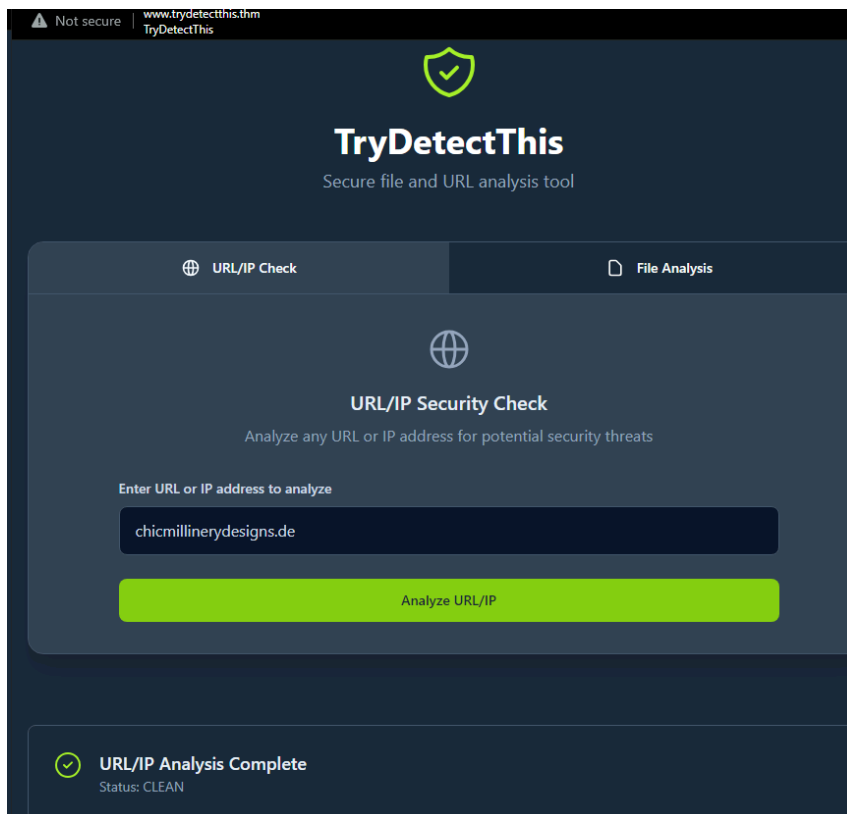 Not secure
www.trydetectthis.thm
TryDetectThis
TryDetectThis
Secure file and URL analysis tool
URL/IP Check
File Analysis
URL/IP Security Check
Analyze any URL or IP address for potential security threats
Enter URL or IP address to analyze
chicmillinerydesigns.de
Analyze URL/IP
URL/IP Analysis Complete
Status: CLEAN